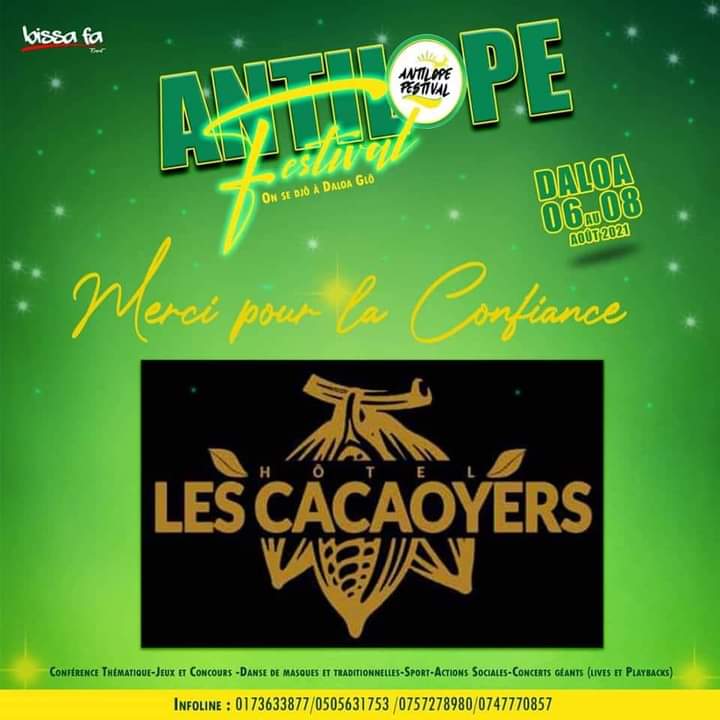 bissa fa
Prod
ANTILOPE
ANTILOPE
FESTIVAL
Festival
On se djô à Daloa Glô
DALOA
06 au 08
AOÛT 2021
Merci pour la Confiance
HÔTEL
LES CACAOYERS
Conférence Thématique-Jeux et Concours -Danse de masques et traditionnelles-Sport-Actions Sociales-Concerts géants (lives et Playbacks)
Infoline : 0173633877/0505631753 /0757278980/0747770857